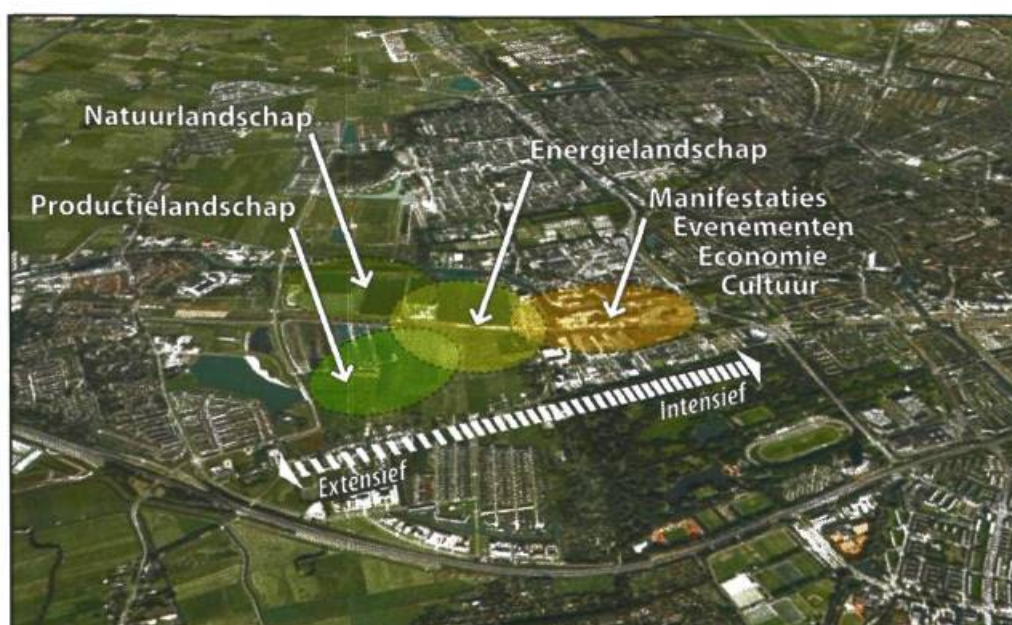 Natuurlandschap
Energielandschap
Productielandschap
Manifestaties
Evenementen
Economie
Cultuur
Intensief
Extensief